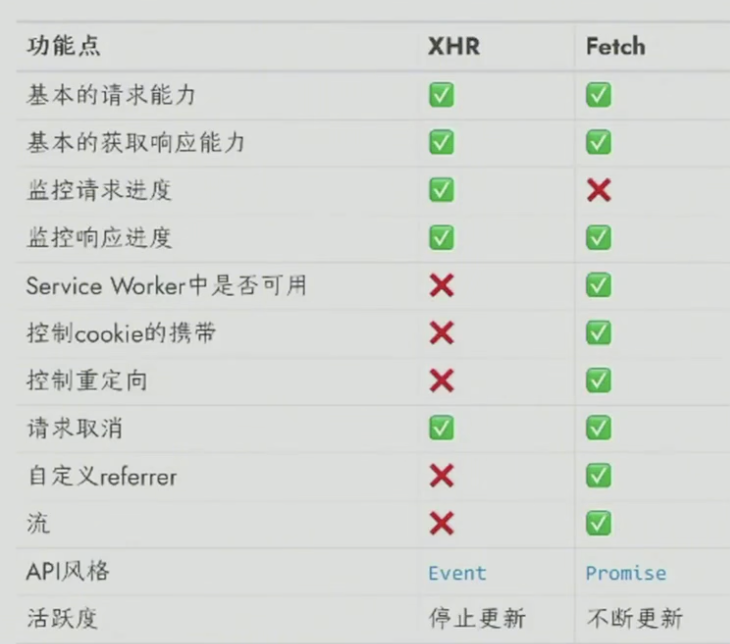 功能点 XHR Fetch
基本的请求能力 ✅ ✅
基本的获取响应能力 ✅ ✅
监控请求进度 ✅ ❌
监控响应进度 ✅ ✅
Service Worker中是否可用 ❌ ✅
控制cookie的携带 ❌ ✅
控制重定向 ❌ ✅
请求取消 ✅ ✅
自定义referrer ❌ ✅
流 ❌ ✅
API风格 Event Promise
活跃度 停止更新 不断更新